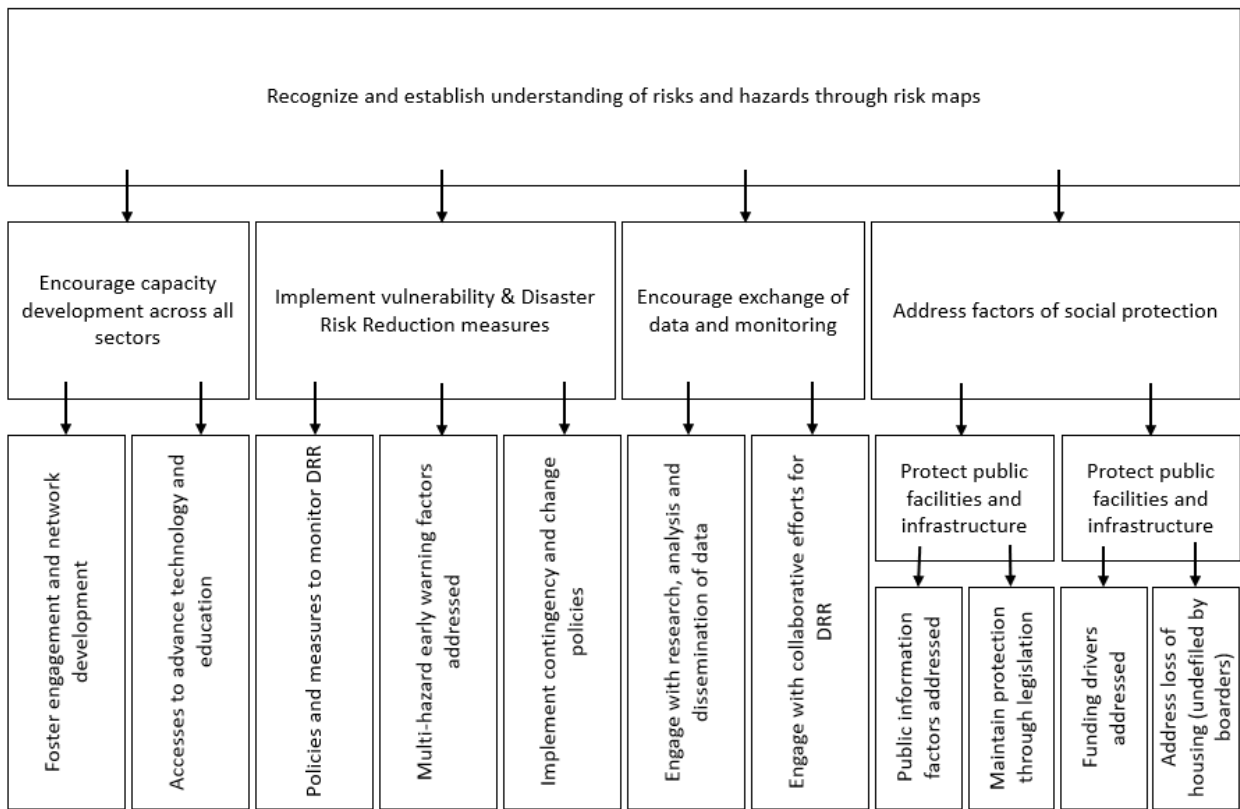 Recognize and establish understanding of risks and hazards through risk maps
Encourage capacity
development across all
sectors
Implement vulnerability & Disaster
Risk Reduction measures
Encourage exchange of
data and monitoring
Address factors of social protection
Foster engagement and network
development
Accesses to advance technology and
education
Policies and measures to monitor DRR
Multi-hazard early warning factors
addressed
Implement contingency and change
policies
Engage with research, analysis and
dissemination of data
Engage with collaborative efforts for
DRR
Protect public
facilities and
infrastructure
Protect public
facilities and
infrastructure
Public information
factors addressed
Maintain protection
through legislation
Funding drivers
addressed
Address loss of
housing (undefiled by
boarders)